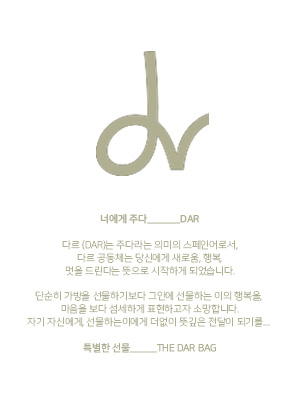 dr
너에게 주다______DAR
다르 (DAR)는 주다라는 의미의 스페인어로서,
다르 공동체는 당신에게 새로움, 행복,
멋을 드린다는 뜻으로 시작하게 되었습니다.
단순히 가방을 선물하기보다 그안에 선물하는 이의 행복을,
마음을 보다 섬세하게 표현하고자 소망합니다.
자기 자신에게, 선물하는이에게 더없이 뜻깊은 전달이 되기를...
특별한 선물_____THE DAR BAG